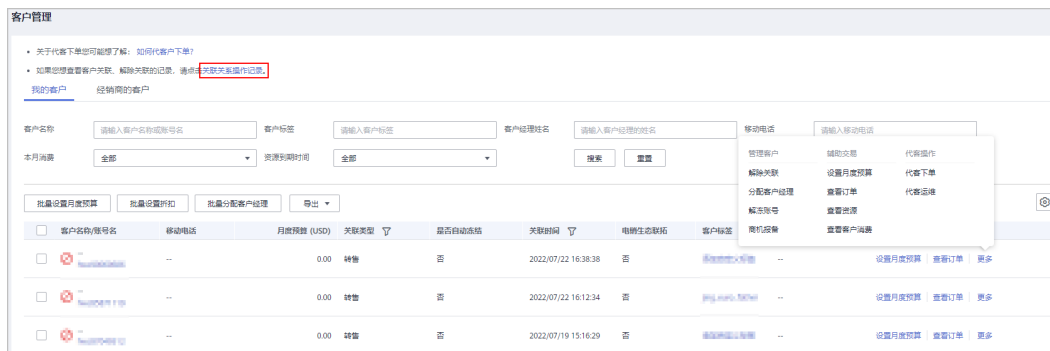 客户管理
• 关于代客下单您可能想了解： 如何代客户下单?
• 如果您想查看客户关联、解除关联的记录，请点击关联关系操作记录。
我的客户 经销商的客户
客户名称 请输入客户名称或账号名 客户标签 请输入客户标签 客户经理姓名 请输入客户经理的姓名 移动电话 请输入移动电话
本月消费 全部 资源到期时间 全部 搜索 重置
管理客户 辅助交易 代客操作
解除关联 设置月度预算 代客下单
分配客户经理 查看订单 代客运维
解冻账号 查看资源
商机报备 查看客户消费
批量设置月度预算 批量设置折扣 批量分配客户经理 导出
客户名称/账号名 移动电话 月度预算 (USD) 关联类型 是否自动冻结 关联时间 电销生态联拓 客户标签
-- -- 0.00 转售 否 2022/07/22 16:38:38 否 -- 设置月度预算 查看订单 更多
-- -- 0.00 转售 否 2022/07/22 16:12:34 否 -- 设置月度预算 查看订单 更多
-- -- 0.00 转售 否 2022/07/19 15:16:29 否 -- 设置月度预算 查看订单 更多